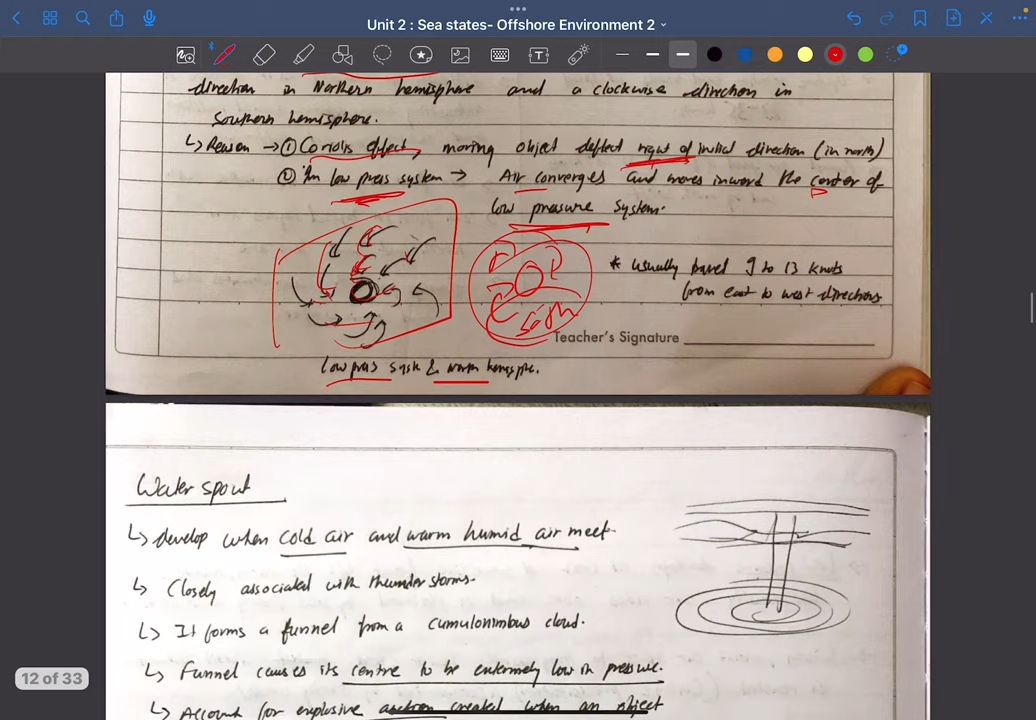 Unit 2 : Sea states- Offshore Environment 2
direction in Northern hemisphere and a clockwise direction in
Southern hemisphere.
↳ Reason → ① Coriolis effect, moving object deflect right of initial direction (in north)
② In low press system → Air converges and moves inward the center of
low pressure system.
* usually travel 9 to 13 knots
from east to west directions
South
Teacher's Signature
low pres system & north hemisphe.
Water spout
↳ develop when cold air and warm humid air meet.
↳ Closely associated with thunderstorms.
↳ It forms a funnel from a cumulonimbus cloud.
12 of 33
↳ Funnel causes its centre to be extremely low in pressure.
↳ Account for explosive created when an object